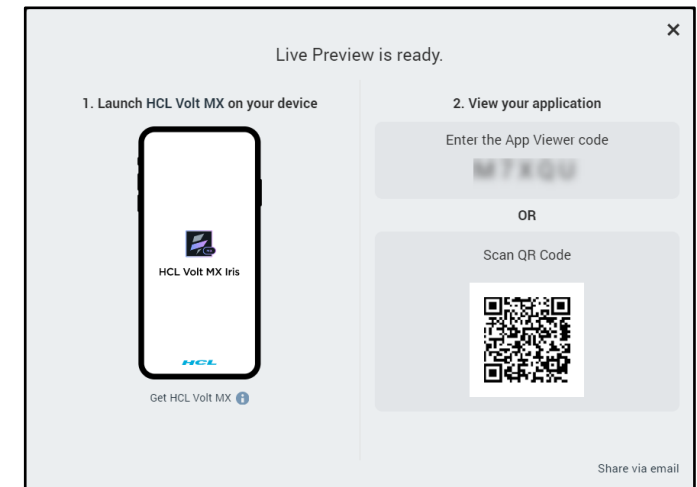 Live Preview is ready.
1. Launch HCL Volt MX on your device
HCL Volt MX Iris
HCL
Get HCL Volt MX
2. View your application
Enter the App Viewer code
OR
Scan QR Code
Share via email